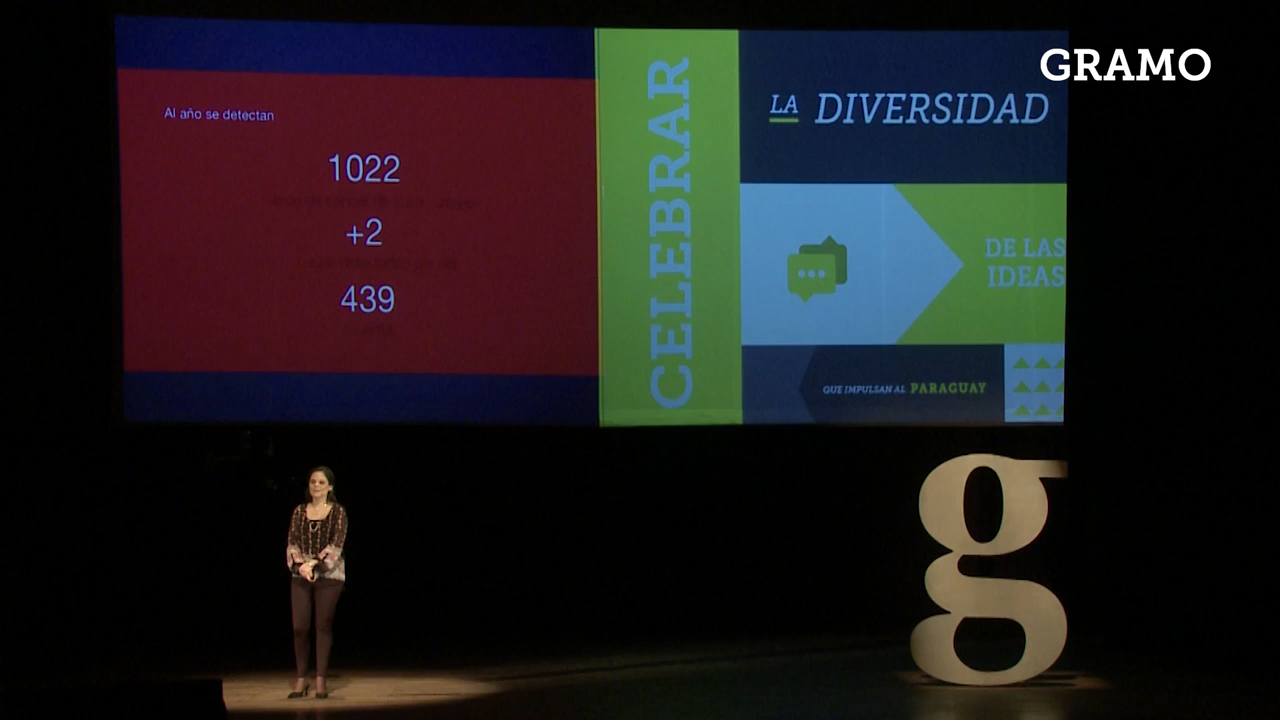 GRAMO
Al año se detectan
1022
+2
439
CELEBRAR
LA DIVERSIDAD
DE LAS
IDEAS
QUE IMPULSAN AL PARAGUAY
g